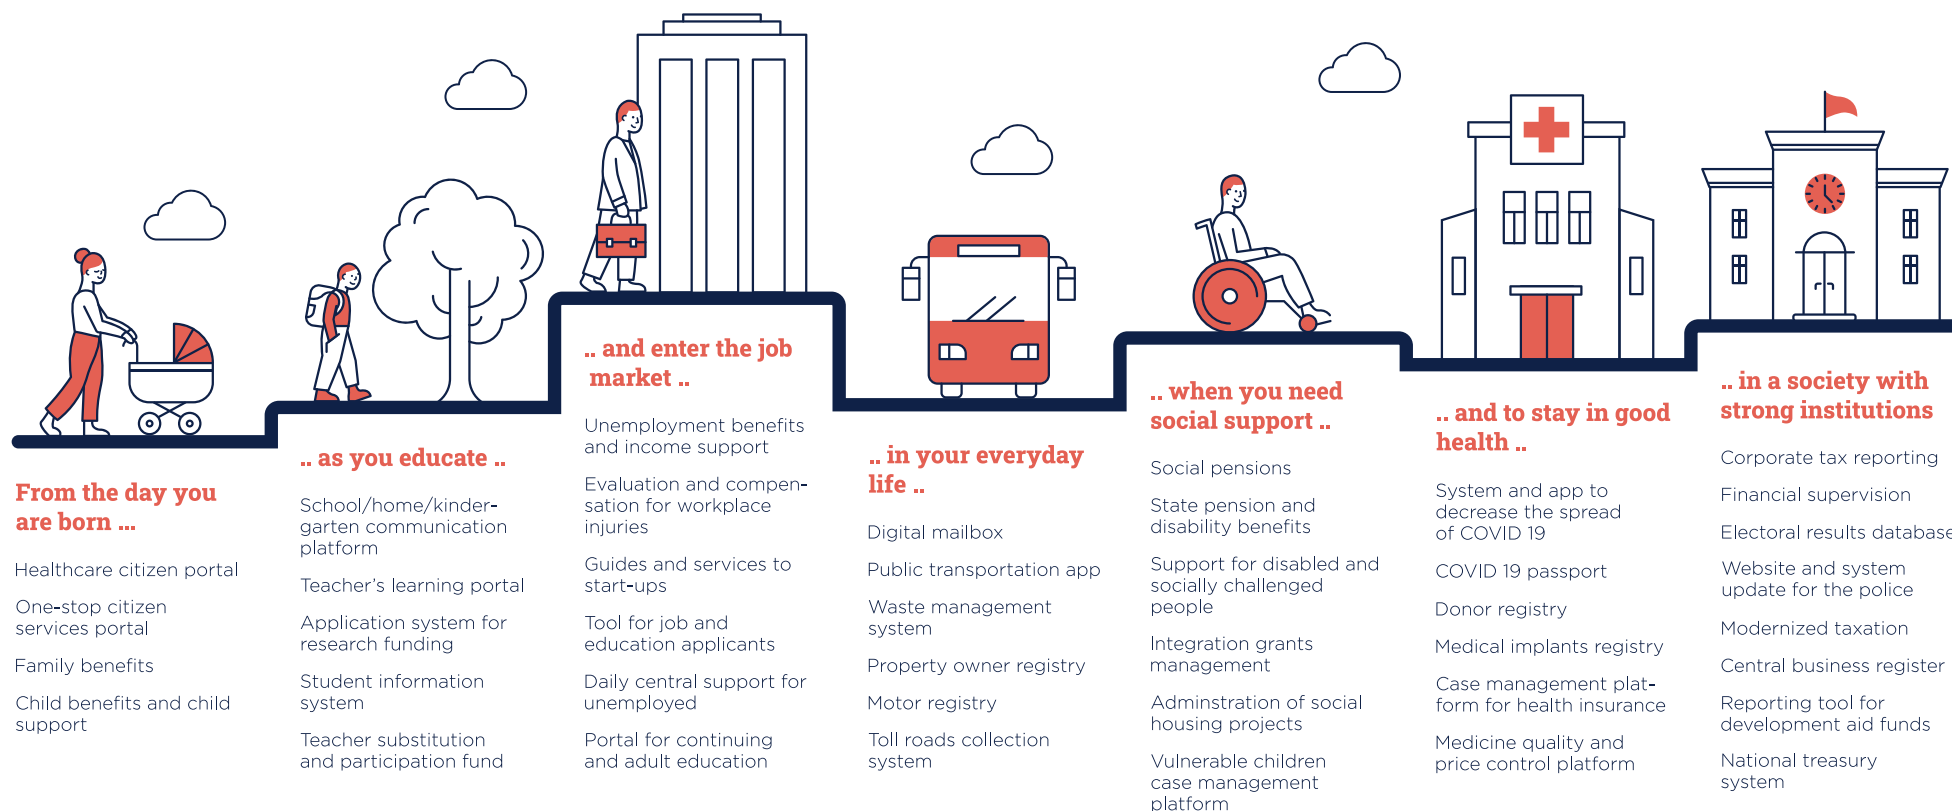 From the day you
are born ...
Healthcare citizen portal
One-stop citizen
services portal
Family benefits
Child benefits and child
support
.. as you educate ..
School/home/kinder-
garten communication
platform
Teacher’s learning portal
Application system for
research funding
Student information
system
Teacher substitution
and participation fund
.. and enter the job
market ..
Unemployment benefits
and income support
Evaluation and compen-
sation for workplace
injuries
Guides and services to
start-ups
Tool for job and
education applicants
Daily central support for
unemployed
Portal for continuing
and adult education
.. in your everyday
life ..
Digital mailbox
Public transportation app
Waste management
system
Property owner registry
Motor registry
Toll roads collection
system
.. when you need
social support ..
Social pensions
State pension and
disability benefits
Support for disabled and
socially challenged
people
Integration grants
management
Adminstration of social
housing projects
Vulnerable children
case management
platform
.. and to stay in good
health ..
System and app to
decrease the spread
of COVID 19
COVID 19 passport
Donor registry
Medical implants registry
Case management plat-
form for health insurance
Medicine quality and
price control platform
.. in a society with
strong institutions
Corporate tax reporting
Financial supervision
Electoral results database
Website and system
update for the police
Modernized taxation
Central business register
Reporting tool for
development aid funds
National treasury
system